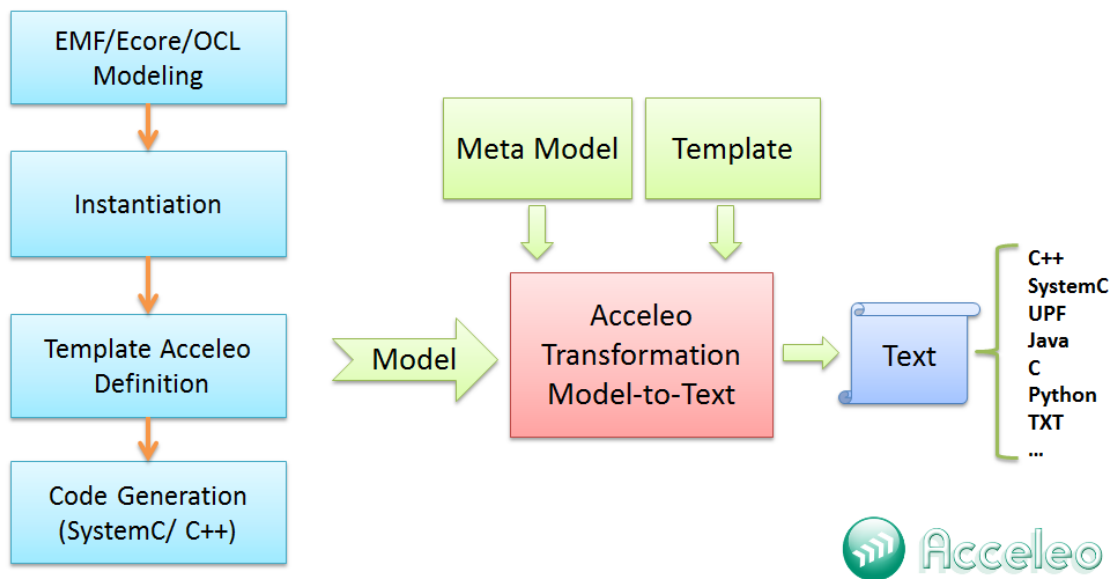 EMF/Ecore/OCL
Modeling
Instantiation
Template Acceleo
Definition
Code Generation
(SystemC/ C++)
Meta Model
Template
Model
Acceleo
Transformation
Model-to-Text
Text
C++
SystemC
UPF
Java
C
Python
TXT
...
Acceleo